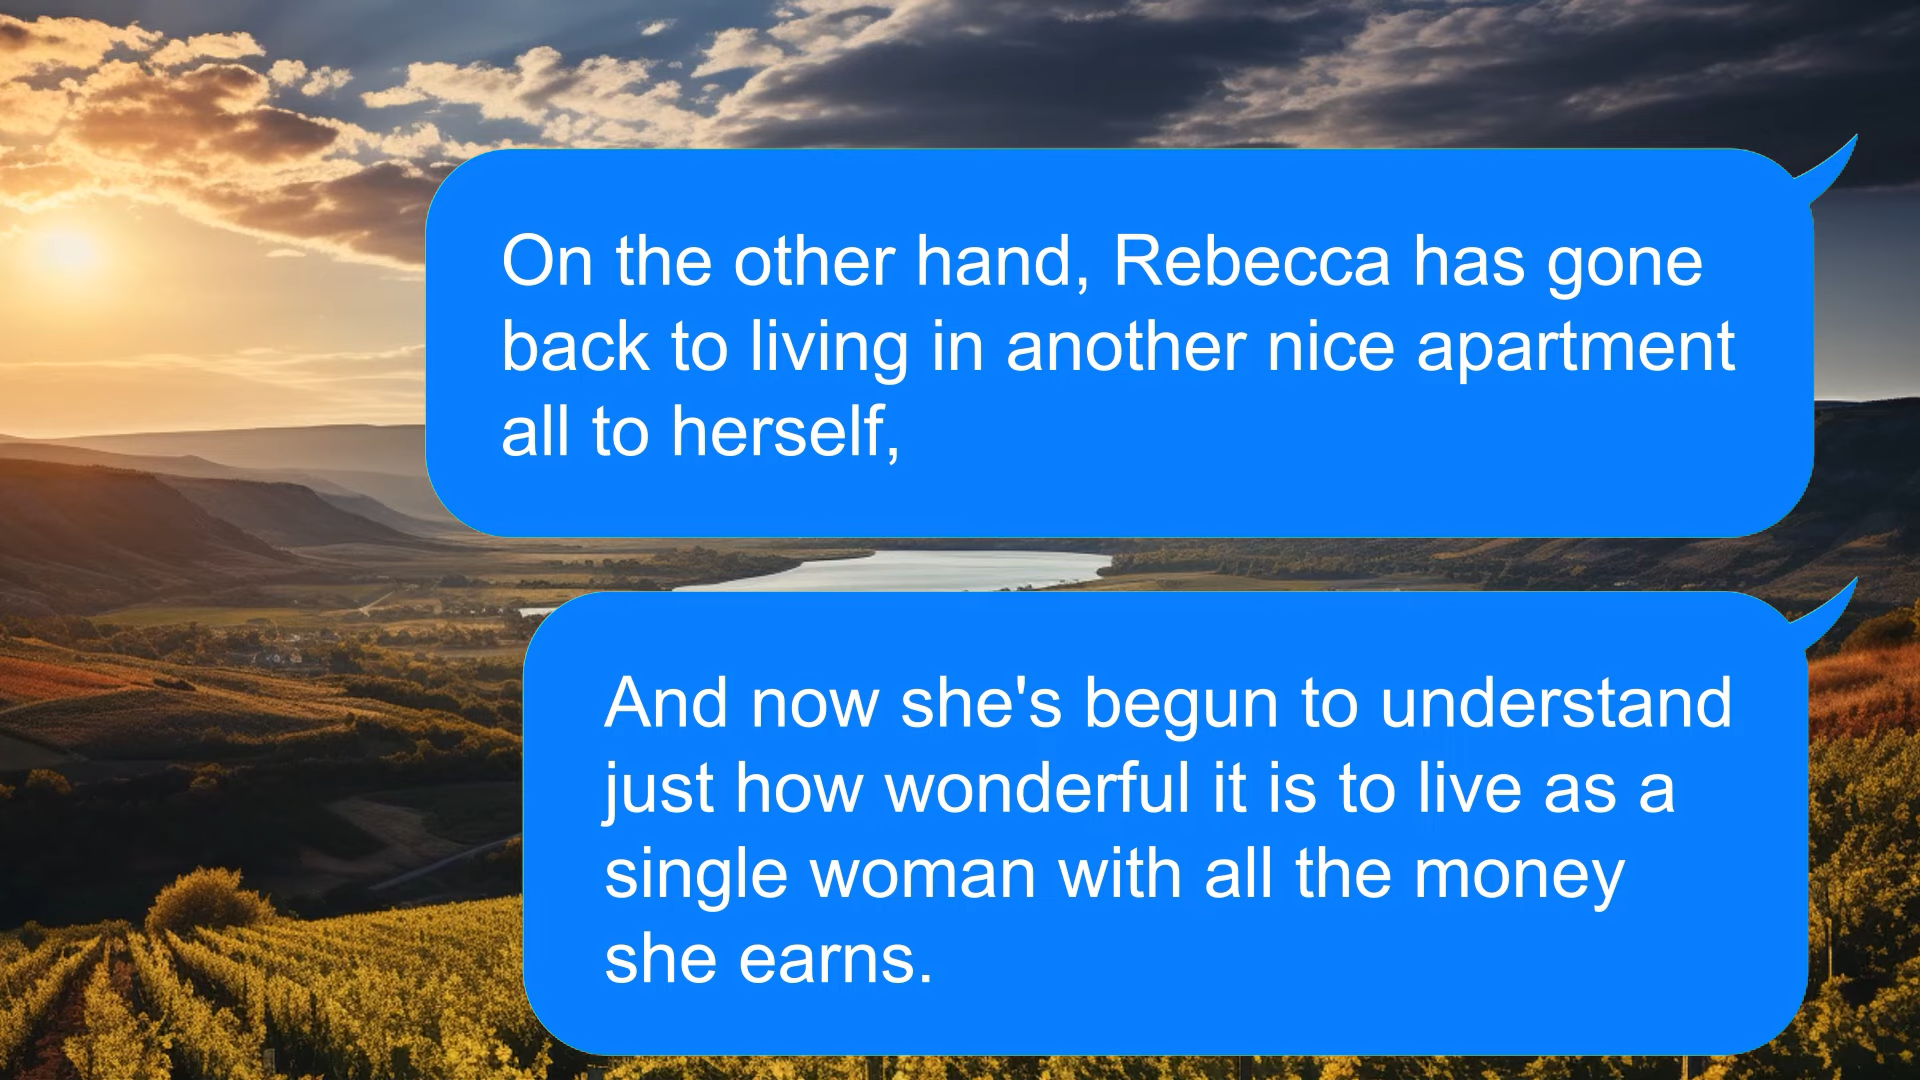 On the other hand, Rebecca has gone
back to living in another nice apartment
all to herself,
And now she's begun to understand
just how wonderful it is to live as a
single woman with all the money
she earns.